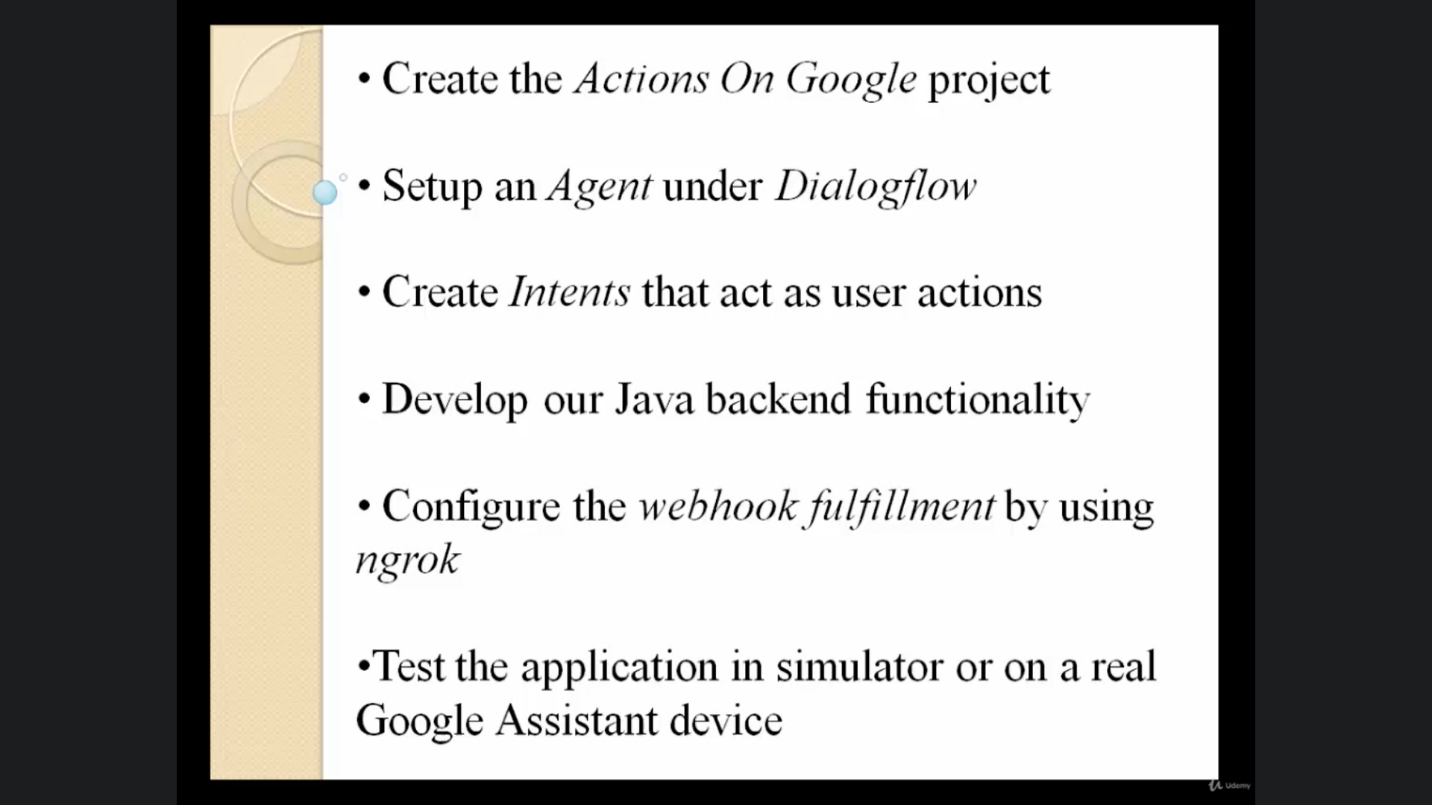 • Create the Actions On Google project
• Setup an Agent under Dialogflow
• Create Intents that act as user actions
• Develop our Java backend functionality
• Configure the webhook fulfillment by using
ngrok
•Test the application in simulator or on a real
Google Assistant device
Udemy